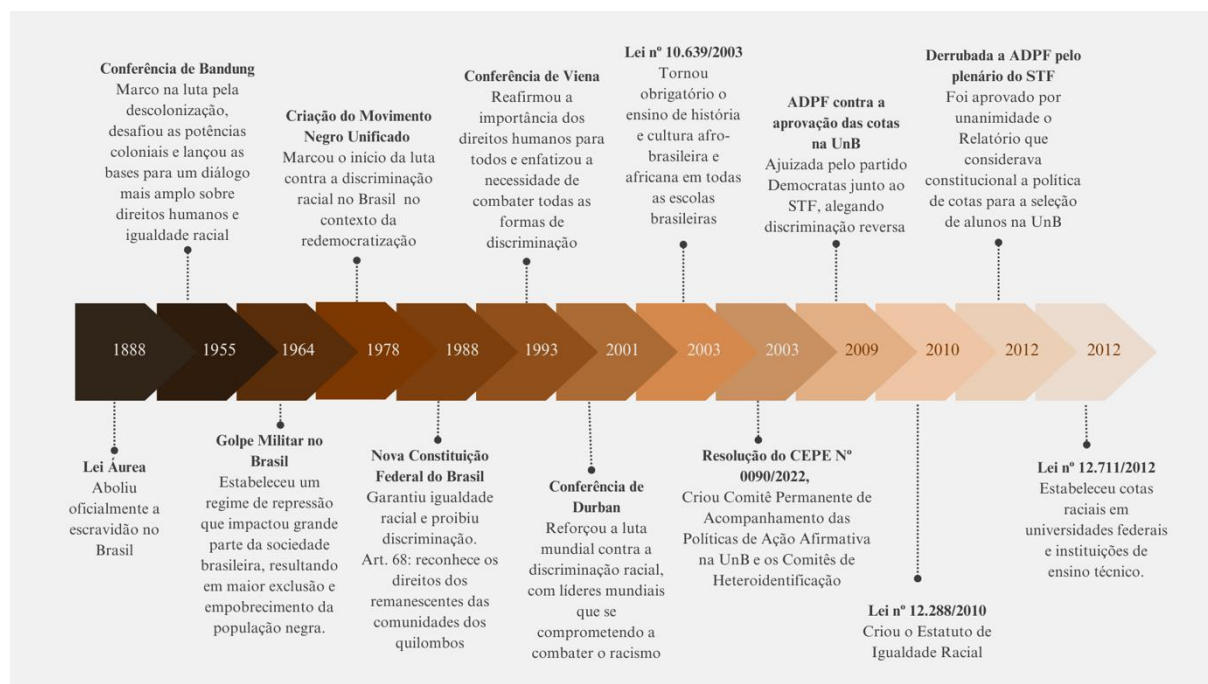 Conferência de Bandung
Marco na luta pela
descolonização,
desafiou as potências
coloniais e lançou as
bases para um diálogo
mais amplo sobre
direitos humanos e
igualdade racial
Criação do Movimento
Negro Unificado
Marcou o início da luta
contra a discriminação
racial no Brasil no
contexto da
redemocratização
Conferência de Viena
Reafirmou a
importância dos
direitos humanos para
todos e enfatizou a
necessidade de
combater todas as
formas de
discriminação
Lei nº 10.639/2003
Tornou
obrigatório o
ensino de história
e cultura afro-
brasileira e
africana em todas
as escolas
brasileiras
ADPF contra a
aprovação das cotas
na UnB
Ajuizada pelo partido
Democratas junto ao
STF, alegando
discriminação reversa
Derrubada a ADPF pelo
plenário do STF
Foi aprovado por
unanimidade o
Relatório que
considerava
constitucional a política
de cotas para a seleção
de alunos na UnB
1888 1955 1964 1978 1988 1993 2001 2003 2003 2009 2010 2012 2012
Lei Áurea
Aboliu
oficialmente a
escravidão no
Brasil
Golpe Militar no
Brasil
Estabeleceu um
regime de repressão
que impactou grande
parte da sociedade
brasileira, resultando
em maior exclusão e
empobrecimento da
população negra.
Nova Constituição
Federal do Brasil
Garantiu igualdade
racial e proibiu
discriminação.
Art. 68: reconhece os
direitos dos
remanescentes das
comunidades dos
quilombos
Conferência de
Durban
Reforçou a luta
mundial contra a
discriminação racial,
com líderes mundiais
que se
comprometendo a
combater o racismo
Resolução do CEPE Nº
0090/2022,
Criou Comitê Permanente de
Acompanhamento das
Políticas de Ação Afirmativa
na UnB e os Comitês de
Heteroidentificação
Lei nº 12.288/2010
Criou o Estatuto de
Igualdade Racial
Lei nº 12.711/2012
Estabeleceu cotas
raciais em
universidades federais
e instituições de
ensino técnico.